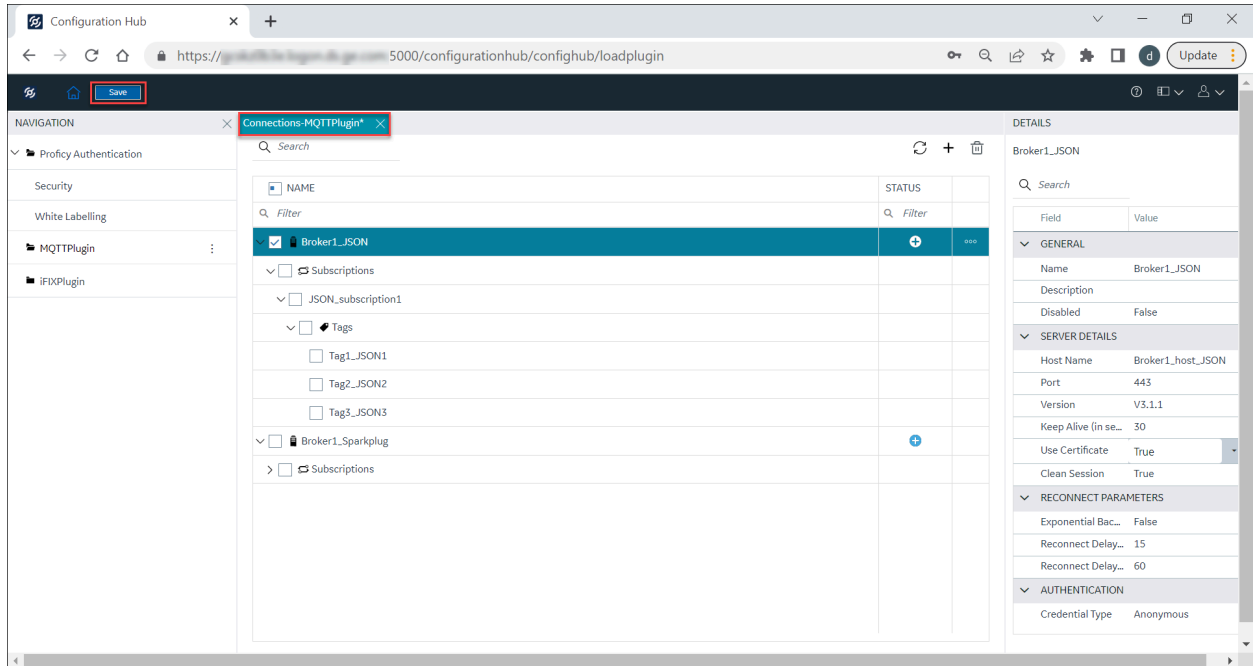 Configuration Hub
https:// 5000/configurationhub/confighub/loadplugin
d
Update
Save
NAVIGATION
Proficy Authentication
Security
White Labelling
MQTTPlugin
iFIXPlugin
Connections-MQTTPlugin*
Search
NAME STATUS
Filter Filter
Broker1_JSON
Subscriptions
JSON_subscription1
Tags
Tag1_JSON1
Tag2_JSON2
Tag3_JSON3
Broker1_Sparkplug
Subscriptions
DETAILS
Broker1_JSON
Search
Field Value
GENERAL
Name Broker1_JSON
Description
Disabled False
SERVER DETAILS
Host Name Broker1_host_JSON
Port 443
Version V3.1.1
Keep Alive (in se... 30
Use Certificate True
Clean Session True
RECONNECT PARAMETERS
Exponential Bac... False
Reconnect Delay... 15
Reconnect Delay... 60
AUTHENTICATION
Credential Type Anonymous